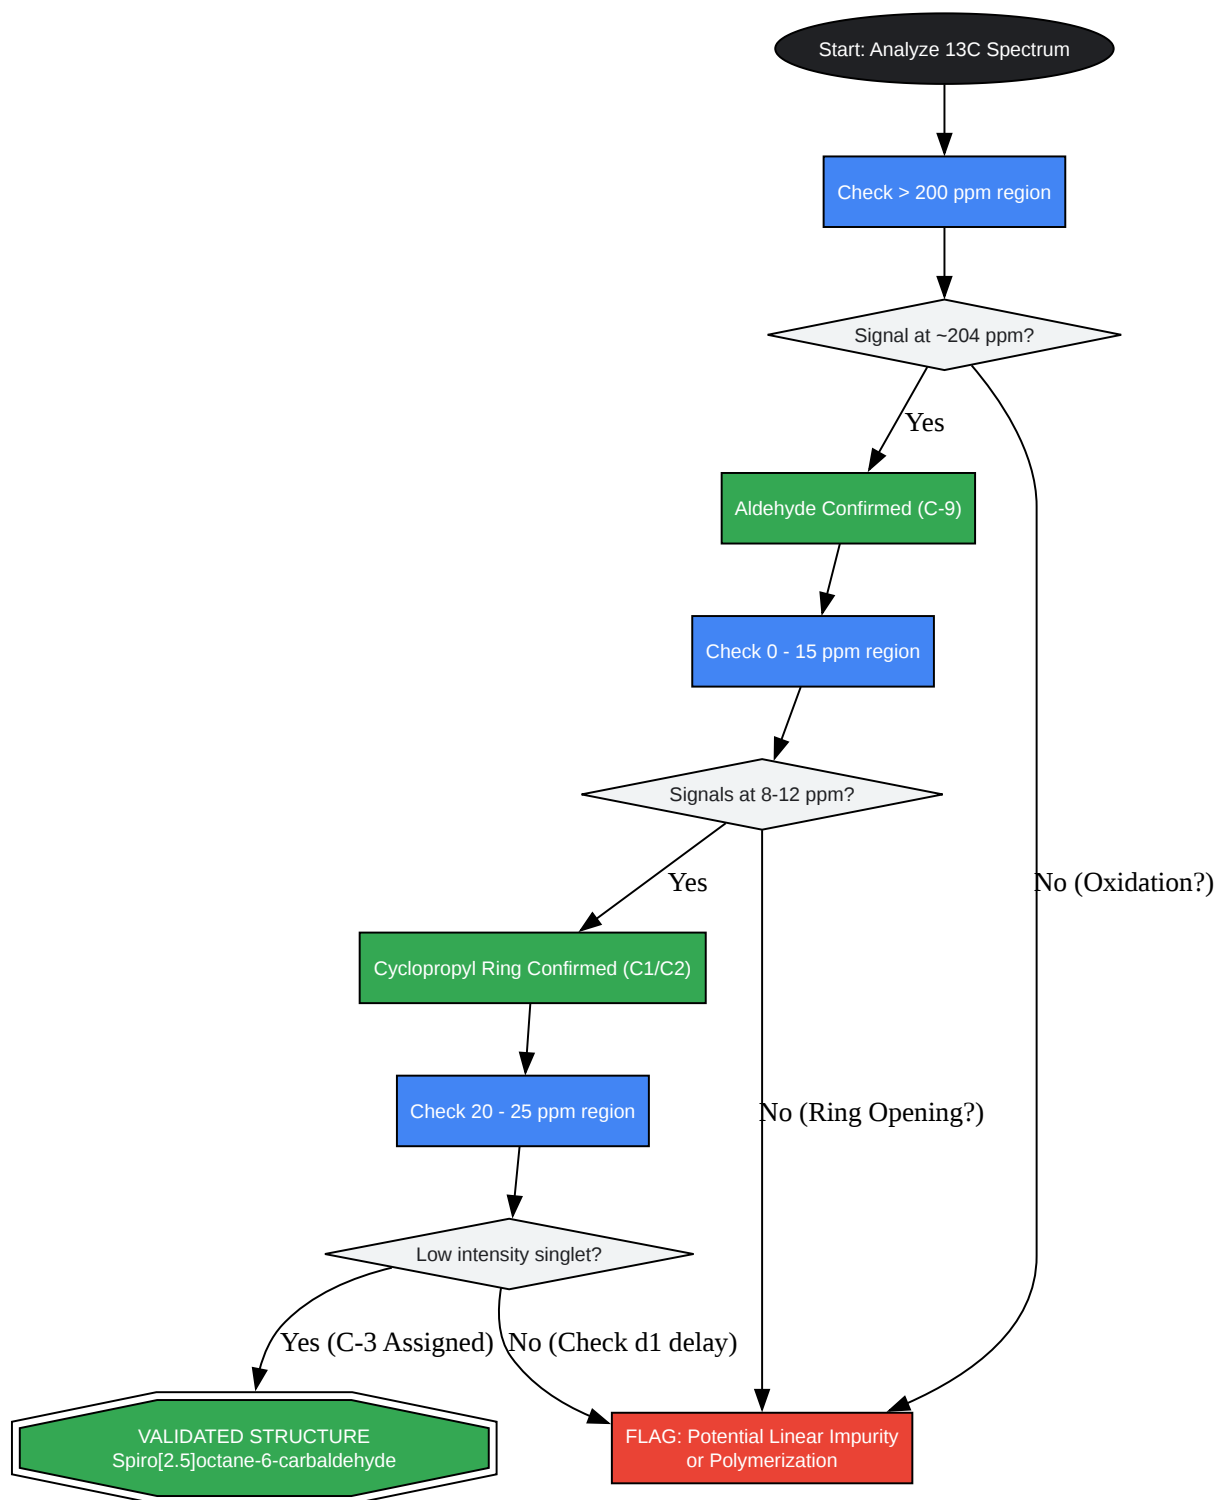 Start: Analyze 13C Spectrum
Check > 200 ppm region
Signal at ~204 ppm?
Yes
Aldehyde Confirmed (C-9)
Check 0 - 15 ppm region
Signals at 8-12 ppm?
Yes
No (Oxidation?)
Cyclopropyl Ring Confirmed (C1/C2)
Check 20 - 25 ppm region
No (Ring Opening?)
Low intensity singlet?
Yes (C-3 Assigned)
No (Check d1 delay)
VALIDATED STRUCTURE
Spiro[2.5]octane-6-carbaldehyde
FLAG: Potential Linear Impurity
or Polymerization